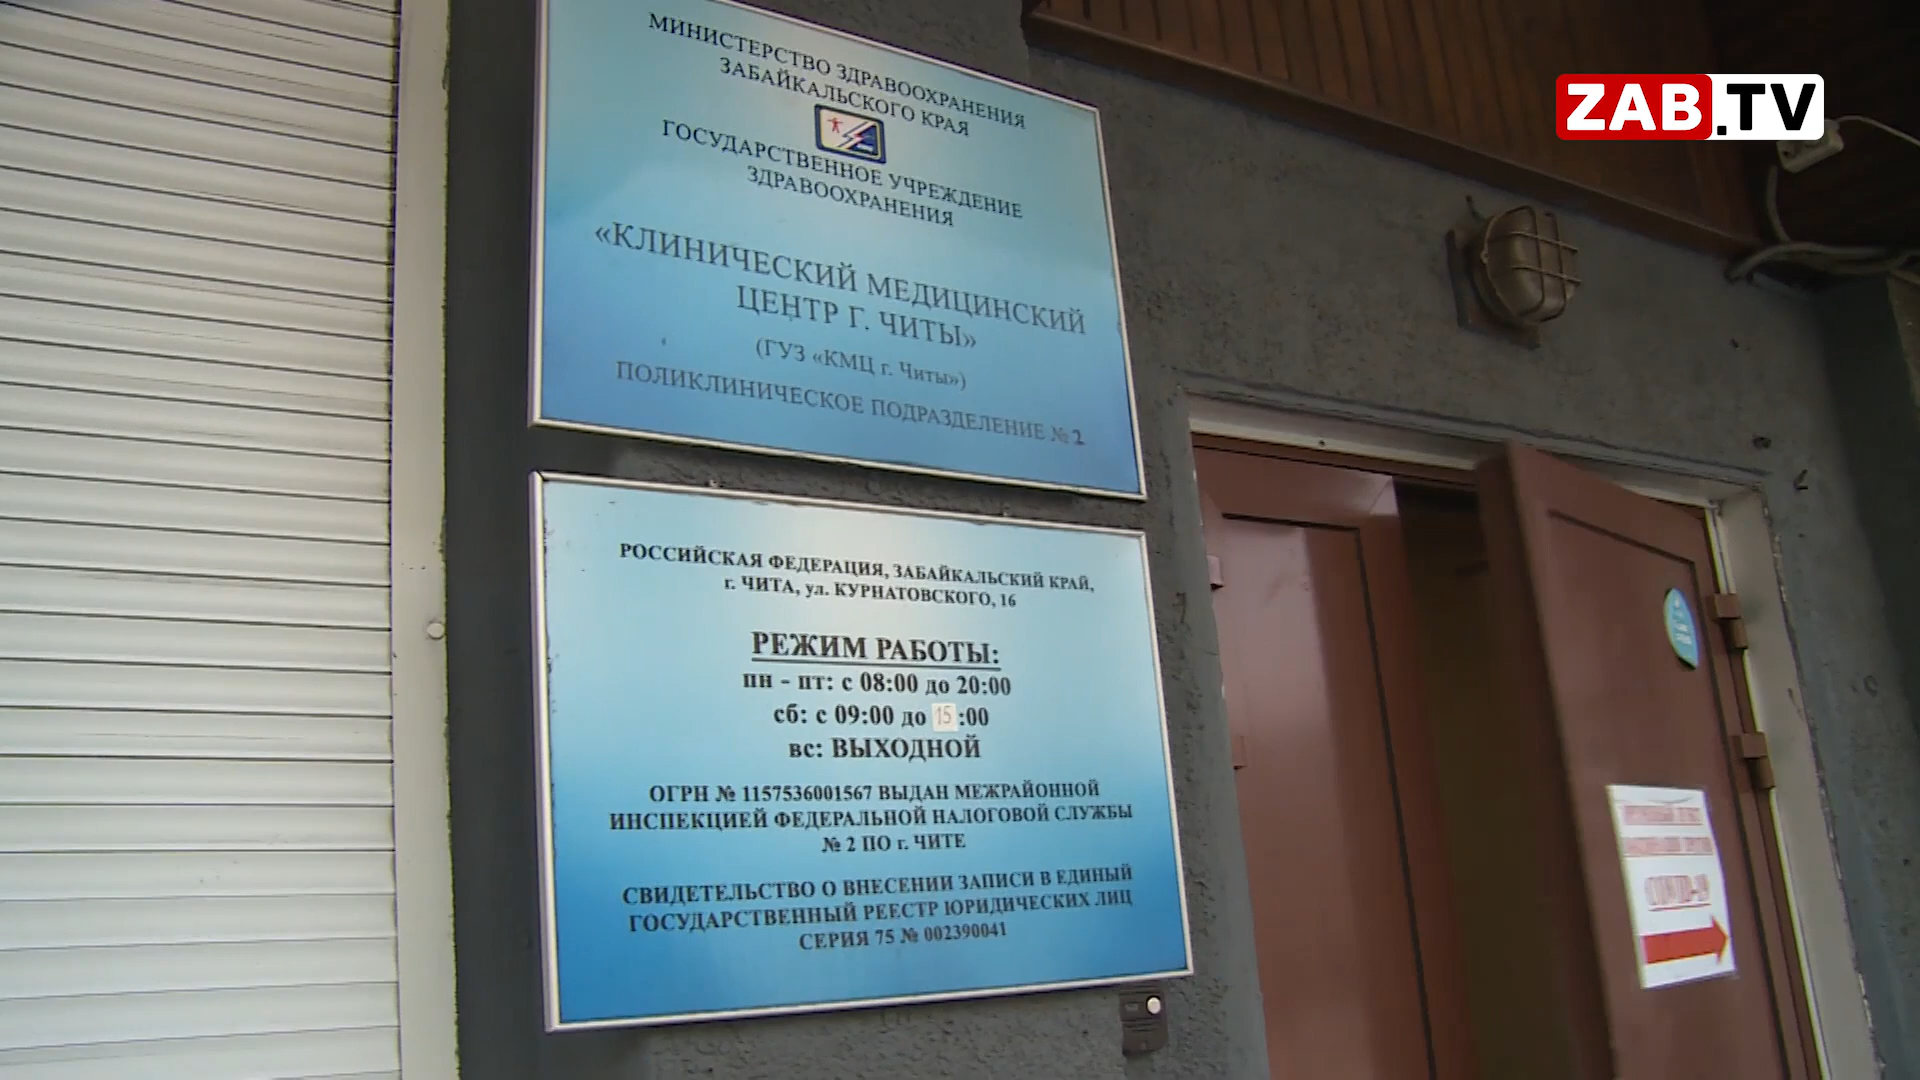 МИНИСТЕРСТВО ЗДРАВООХРАНЕНИЯ
ЗАБАЙКАЛЬСКОГО КРАЯ
ГОСУДАРСТВЕННОЕ УЧРЕЖДЕНИЕ
ЗДРАВООХРАНЕНИЯ
«КЛИНИЧЕСКИЙ МЕДИЦИНСКИЙ
ЦЕНТР Г. ЧИТЫ»
(ГУЗ «КМЦ г. Читы»)
ПОЛИКЛИНИЧЕСКОЕ ПОДРАЗДЕЛЕНИЕ № 2
РОССИЙСКАЯ ФЕДЕРАЦИЯ, ЗАБАЙКАЛЬСКИЙ КРАЙ,
г. ЧИТА, ул. КУРНАТОВСКОГО, 16
РЕЖИМ РАБОТЫ:
пн - пт: с 08:00 до 20:00
сб: с 09:00 до 15:00
вс: ВЫХОДНОЙ
ОГРН № 1157536001567 ВЫДАН МЕЖРАЙОННОЙ
ИНСПЕКЦИЕЙ ФЕДЕРАЛЬНОЙ НАЛОГОВОЙ СЛУЖБЫ
№ 2 ПО г. ЧИТЕ
СВИДЕТЕЛЬСТВО О ВНЕСЕНИИ ЗАПИСИ В ЕДИНЫЙ
ГОСУДАРСТВЕННЫЙ РЕЕСТР ЮРИДИЧЕСКИХ ЛИЦ
СЕРИЯ 75 № 002390041
ZAB.TV
COVID-19